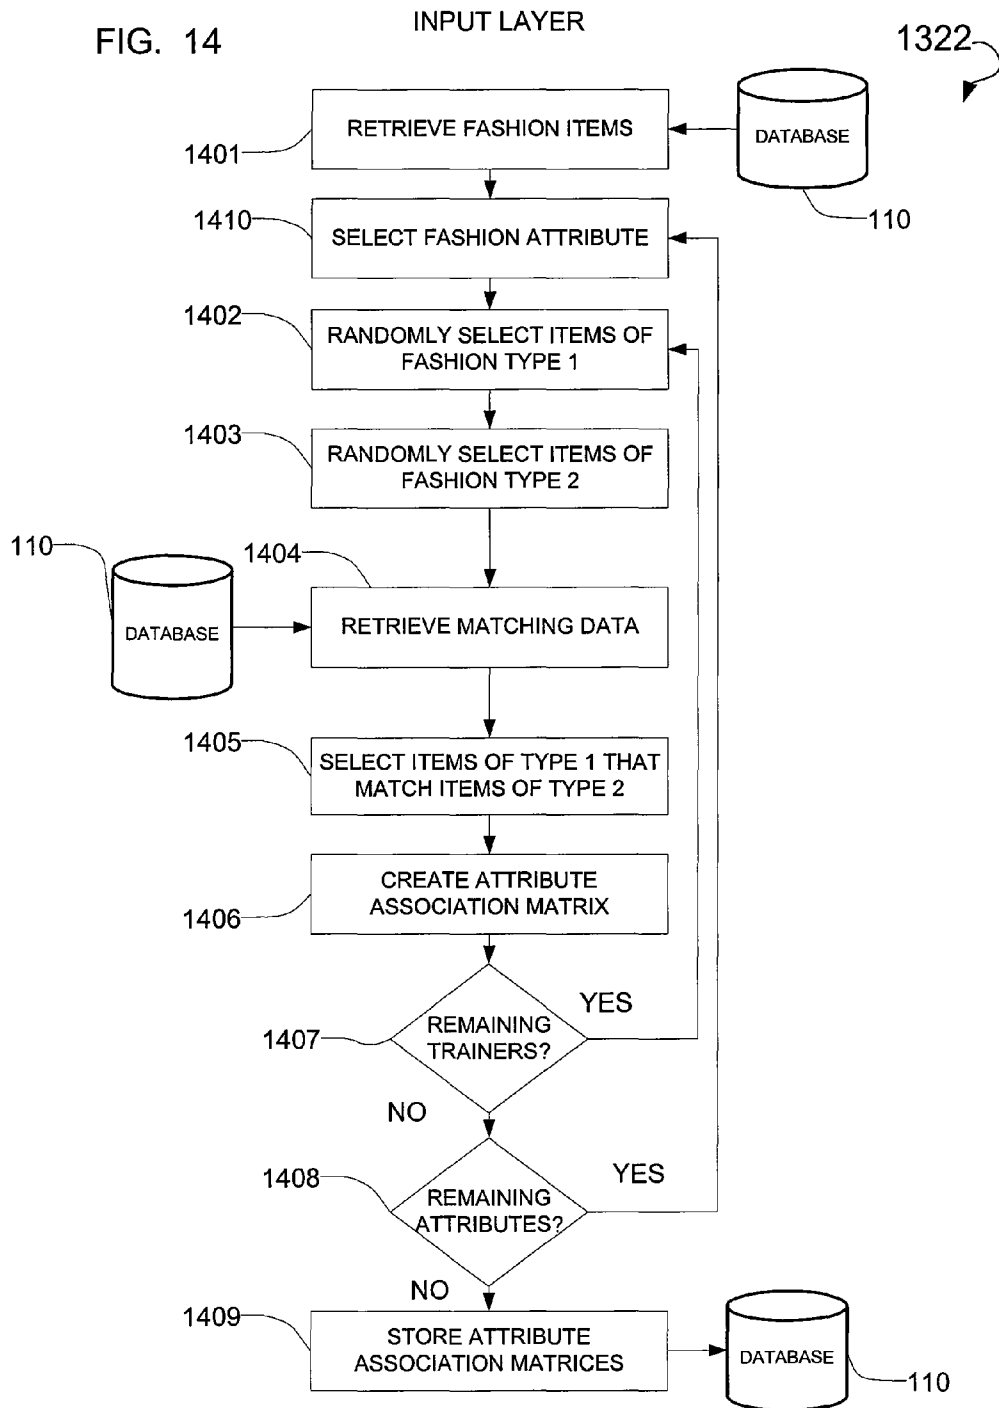 INPUT LAYER
FIG. 14
1322
RETRIEVE FASHION ITEMS
DATABASE
1401
110
1410
SELECT FASHION ATTRIBUTE
1402
RANDOMLY SELECT ITEMS OF
FASHION TYPE 1
1403
RANDOMLY SELECT ITEMS OF
FASHION TYPE 2
110
1404
DATABASE
RETRIEVE MATCHING DATA
1405
SELECT ITEMS OF TYPE 1 THAT
MATCH ITEMS OF TYPE 2
CREATE ATTRIBUTE
ASSOCIATION MATRIX
1406
YES
1407
REMAINING
TRAINERS?
NO
1408
YES
REMAINING
ATTRIBUTES?
NO
1409
STORE ATTRIBUTE
ASSOCIATION MATRICES
DATABASE
110